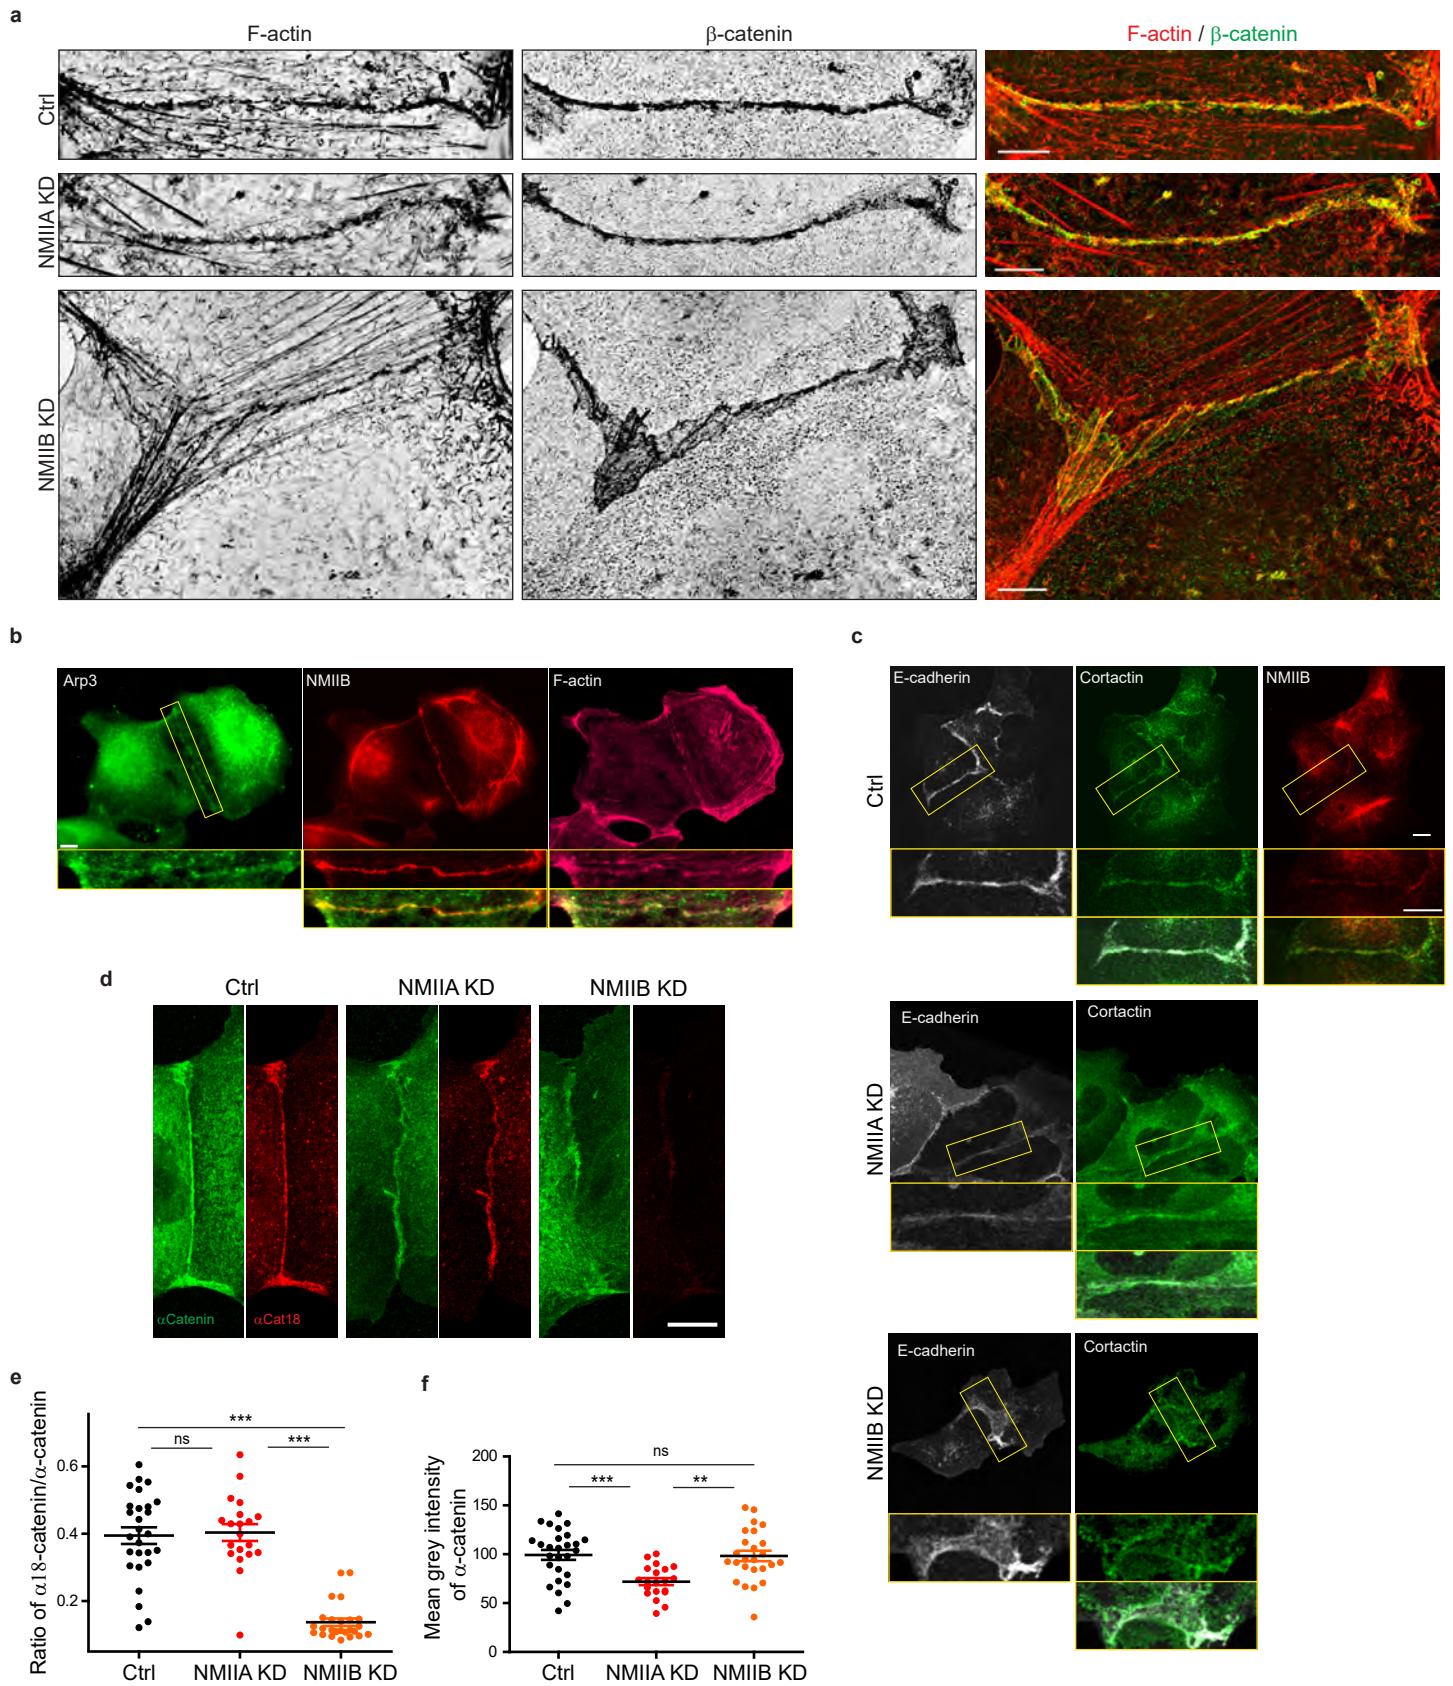 a
F-actin
β-catenin
F-actin / β-catenin
Ctrl
NMIIA KD
NMIIB KD
b
Arp3
NMIIB
F-actin
c
E-cadherin
Cortactin
NMIIB
Ctrl
E-cadherin
Cortactin
NMIIA KD
E-cadherin
Cortactin
NMIIB KD
d
Ctrl
NMIIA KD
NMIIB KD
αCatenin
αCat18
e
Ratio of α18-catenin/α-catenin
***
ns
***
0.6
0.4
0.2
Ctrl
NMIIA KD
NMIIB KD
f
Mean grey intensity
of α-catenin
ns
***
**
200
150
100
50
0
Ctrl
NMIIA KD
NMIIB KD